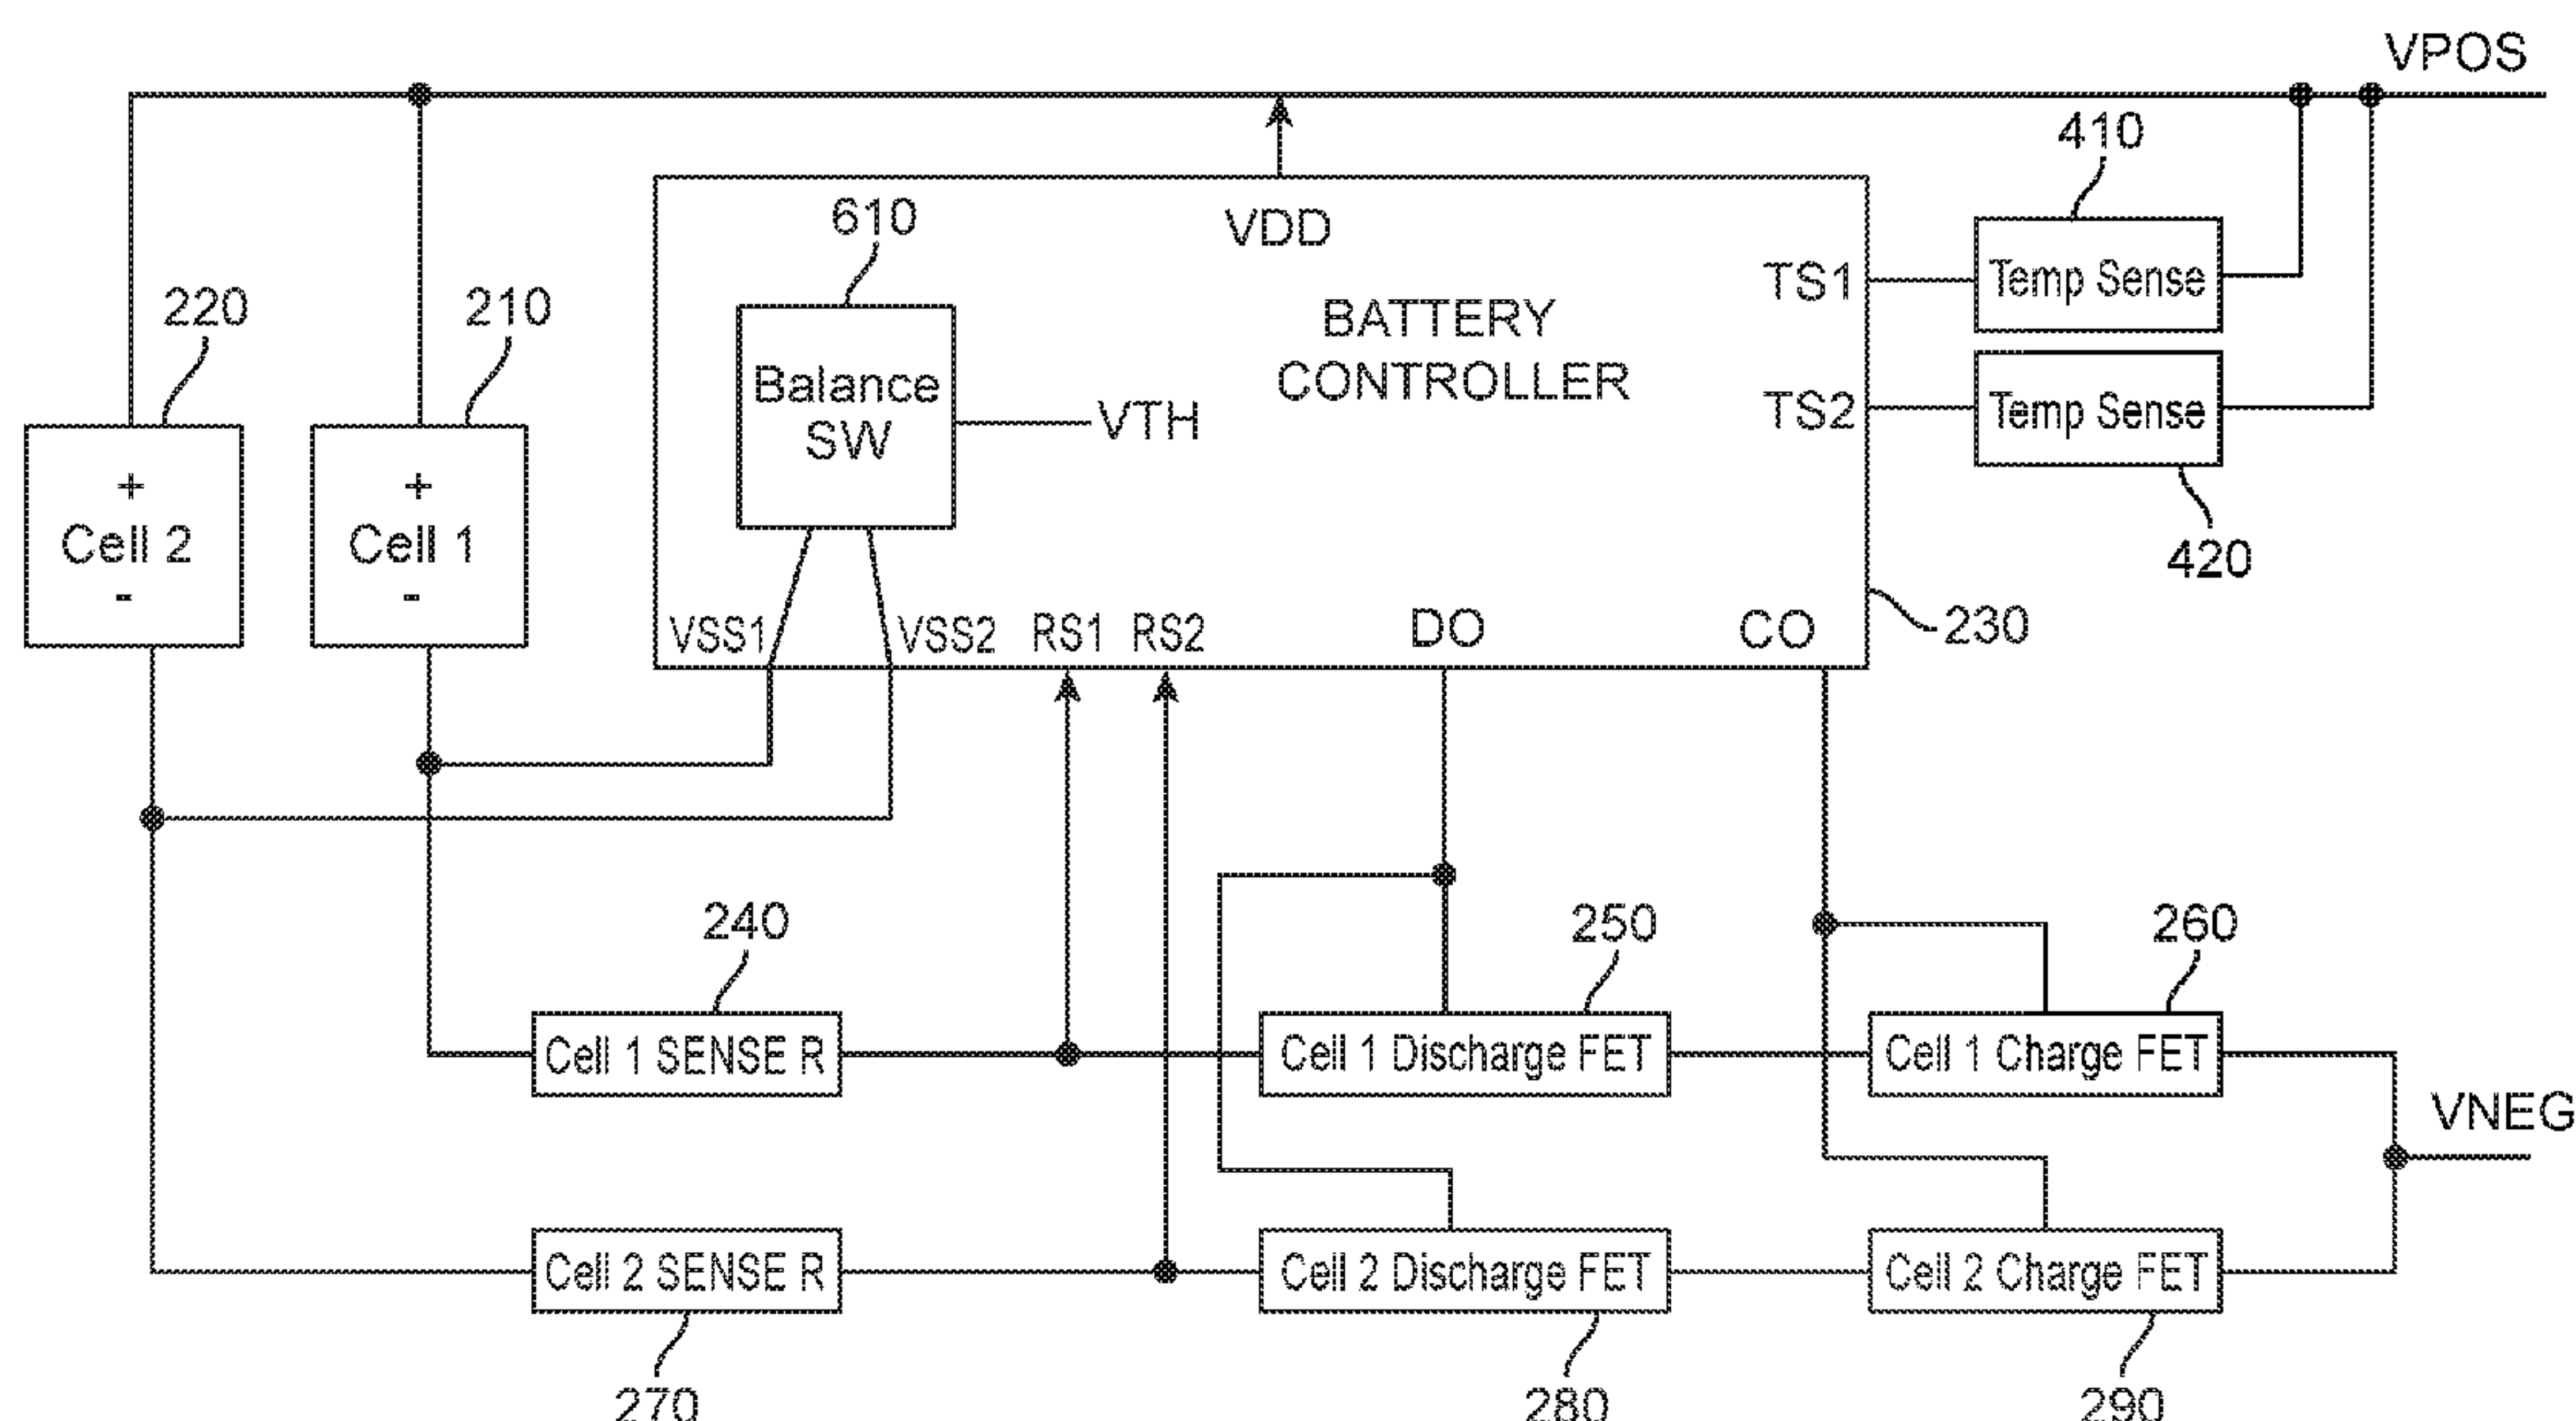 VPOS
410
610
VDD
TS1
Temp Sense
220
210
BATTERY
CONTROLLER
Balance
SW
VTH
TS2
Temp Sense
+
Cell 2
-
+
Cell 1
-
420
VSS1
VSS2
RS1
RS2
DO
CO
230
240
250
260
Cell 1 SENSE R
Cell 1 Discharge FET
Cell 1 Charge FET
VNEG
Cell 2 SENSE R
Cell 2 Discharge FET
Cell 2 Charge FET
270
280
290